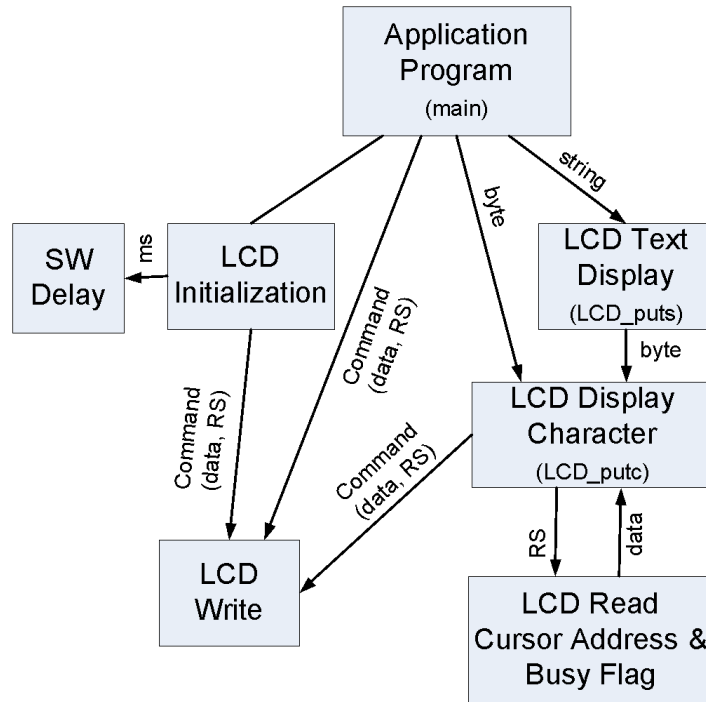 Application
Program
(main)
string
byte
ms
SW
Delay
LCD
Initialization
LCD Text
Display
(LCD_puts)
byte
Command
(data, RS)
Command
(data, RS)
Command
(data, RS)
LCD Display
Character
(LCD_putc)
RS
data
LCD
Write
LCD Read
Cursor Address &
Busy Flag